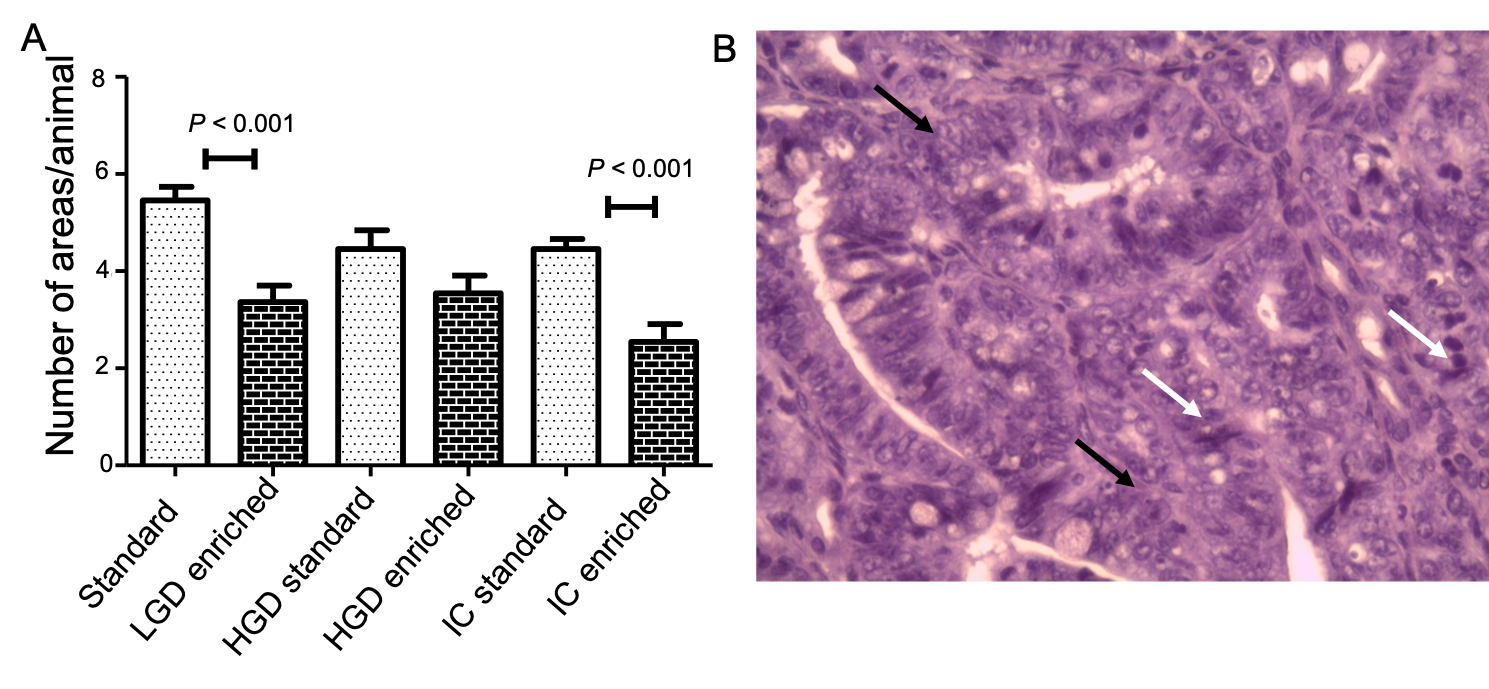 A
B
Number of areas/animal
8
6
4
2
0
P < 0.001
P < 0.001
Standard
LGD enriched
HGD standard
HGD enriched
IC standard
IC enriched